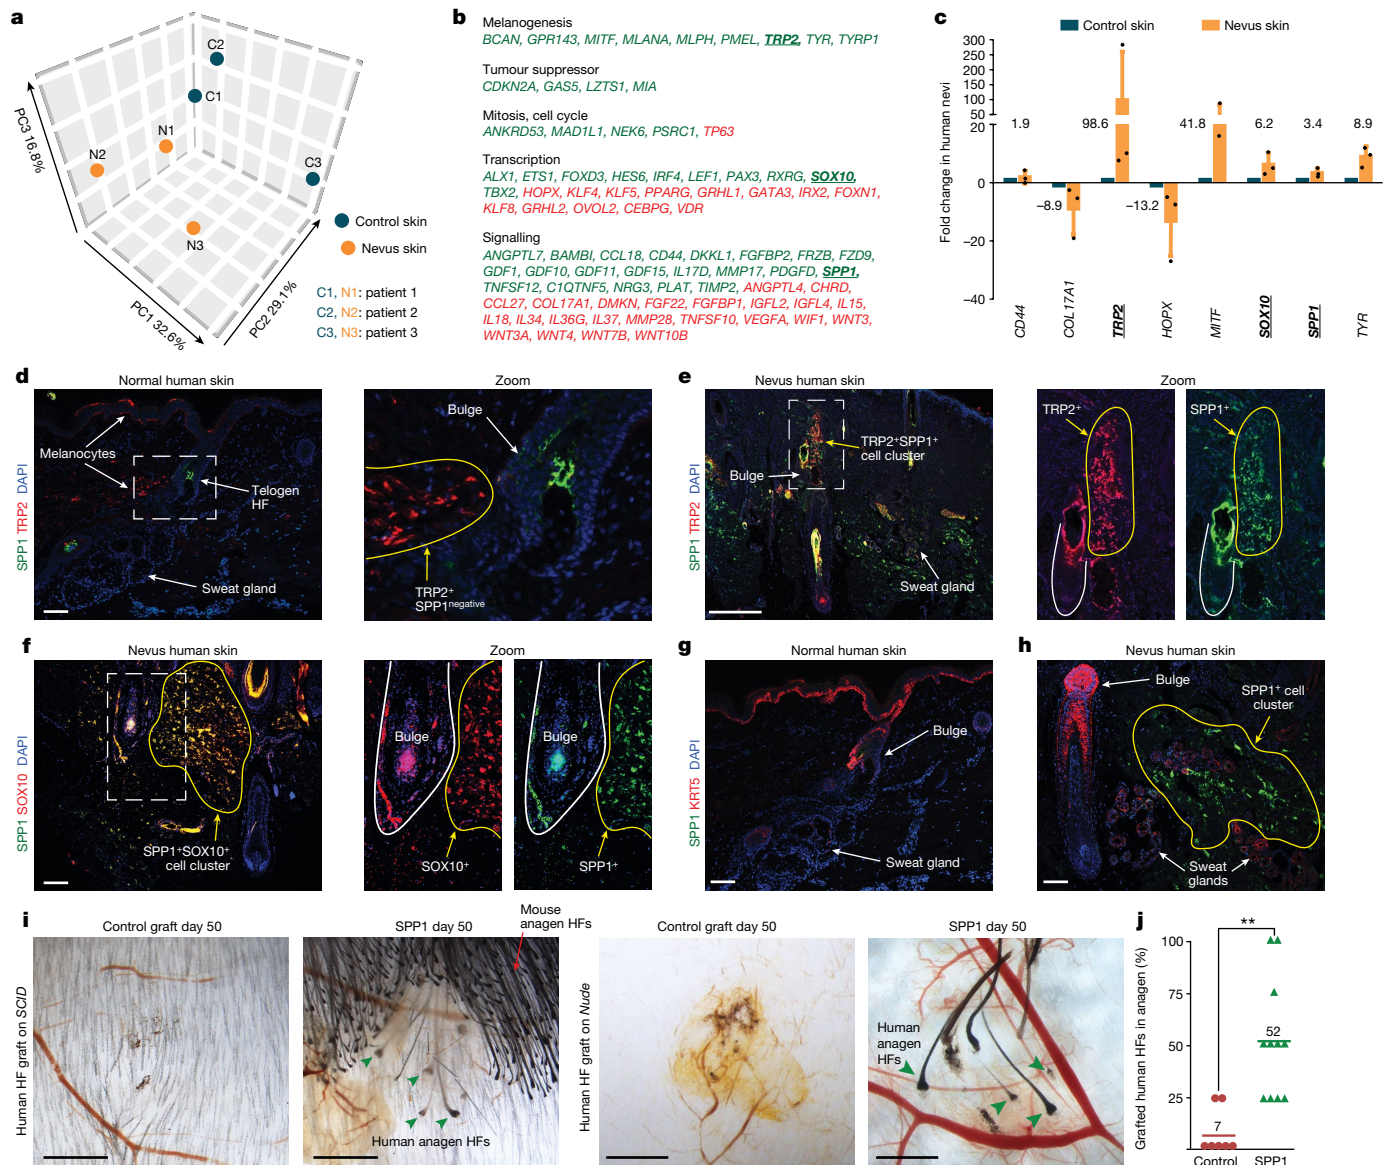 a
C2
C1
N1
N2
C3
N3
PC3 16.8%
PC1 32.6%
PC2 29.1%
Control skin
Nevus skin
C1, N1: patient 1
C2, N2: patient 2
C3, N3: patient 3
b
Melanogenesis
BCAN, GPR143, MITF, MLANA, MLPH, PMEL, TRP2, TYR, TYRP1
Tumour suppressor
CDKN2A, GAS5, LZTS1, MIA
Mitosis, cell cycle
ANKRD53, MAD1L1, NEK6, PSRC1, TP63
Transcription
ALX1, ETS1, FOXD3, HES6, IRF4, LEF1, PAX3, RXRG, SOX10,
TBX2, HOPX, KLF4, KLF5, PPARG, GRHL1, GATA3, IRX2, FOXN1,
KLF8, GRHL2, OVOL2, CEBPG, VDR
Signalling
ANGPTL7, BAMBI, CCL18, CD44, DKKL1, FGFBP2, FRZB, FZD9,
GDF1, GDF10, GDF11, GDF15, IL17D, MMP17, PDGFD, SPP1,
TNFSF12, C1QTNF5, NRG3, PLAT, TIMP2, ANGPTL4, CHRD,
CCL27, COL17A1, DMKN, FGF22, FGFBP1, IGFL2, IGFL4, IL15,
IL18, IL34, IL36G, IL37, MMP28, TNFSF10, VEGFA, WIF1, WNT3,
WNT3A, WNT4, WNT7B, WNT10B
c
Control skin
Nevus skin
Fold change in human nevi
300
250
200
150
100
50
20
0
−20
−40
1.9
−8.9
98.6
−13.2
41.8
6.2
3.4
8.9
CD44
COL17A1
TRP2
HOPX
MITF
SOX10
SPP1
TYR
d
Normal human skin
Zoom
SPP1 TRP2 DAPI
Melanocytes
Telogen
HF
Sweat gland
Bulge
TRP2+
SPP1negative
e
Nevus human skin
Zoom
SPP1 TRP2 DAPI
TRP2+SPP1+
cell cluster
Bulge
Sweat gland
TRP2+
SPP1+
f
Nevus human skin
Zoom
SPP1 SOX10 DAPI
SPP1+SOX10+
cell cluster
Bulge
SOX10+
Bulge
SPP1+
g
Normal human skin
SPP1 KRT5 DAPI
Bulge
Sweat gland
h
Nevus human skin
Bulge
SPP1+ cell
cluster
Sweat
glands
i
Control graft day 50
SPP1 day 50
Mouse
anagen HFs
Human HF graft on SCID
Human anagen HFs
Control graft day 50
SPP1 day 50
Human HF graft on Nude
Human
anagen
HFs
j
Grafted human HFs in anagen (%)
100
75
50
25
**
52
7
Control
SPP1